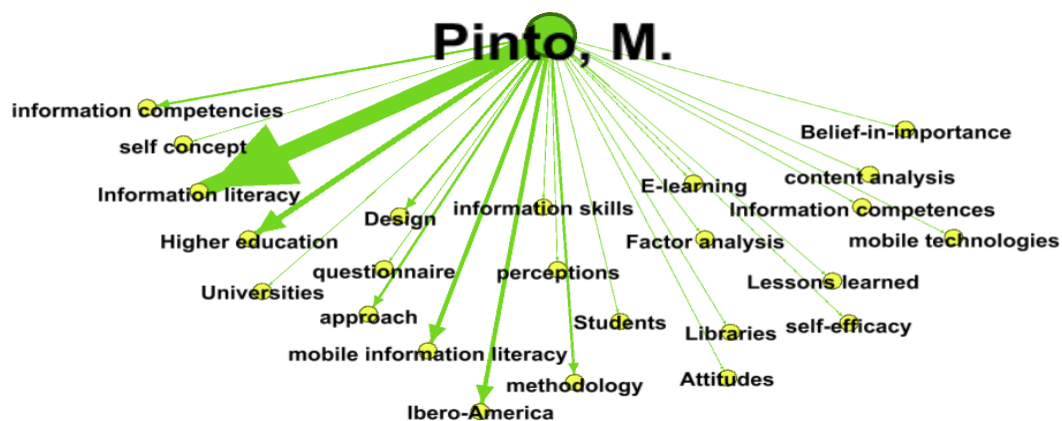 Pinto, M.
information competencies
self concept
Information literacy
Higher education
Universities
Design
questionnaire
approach
mobile information literacy
Ibero-America
information skills
perceptions
methodology
Students
E-learning
Factor analysis
Libraries
Attitudes
Belief-in-importance
content analysis
Information competences
mobile technologies
Lessons learned
self-efficacy